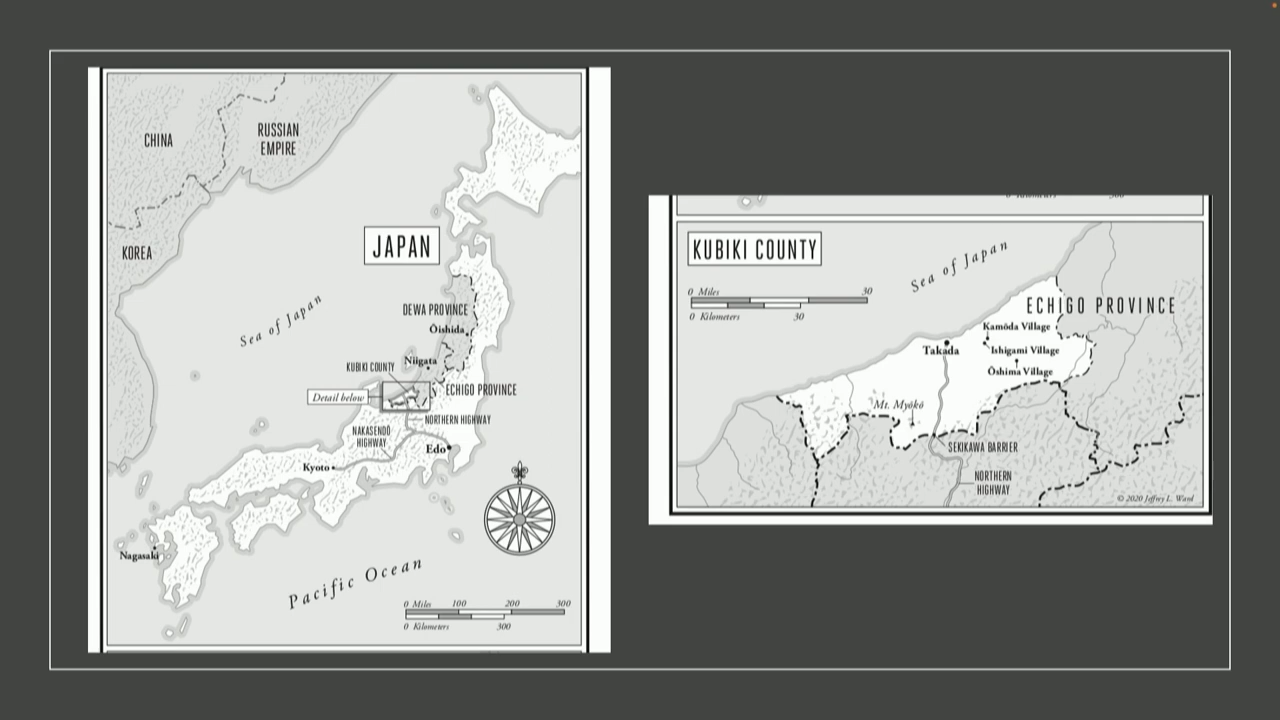 CHINA
RUSSIAN
EMPIRE
KOREA
JAPAN
Sea of Japan
DEWA PROVINCE
Ōishida
Niigata
KUBIKI COUNTY
Detail below
ECHIGO PROVINCE
NORTHERN HIGHWAY
NAKASENDO
HIGHWAY
Edo
Kyoto
Nagasaki
Pacific Ocean
0 Miles 100 200 300
0 Kilometers 300
KUBIKI COUNTY
Sea of Japan
0 Miles 30
0 Kilometers 30
ECHIGO PROVINCE
Kamōda Village
Takada
Ishigami Village
Ōshima Village
Mt. Myōkō
SEKIKAWA BARRIER
NORTHERN
HIGHWAY
© 2020 Jeffrey L. Ward